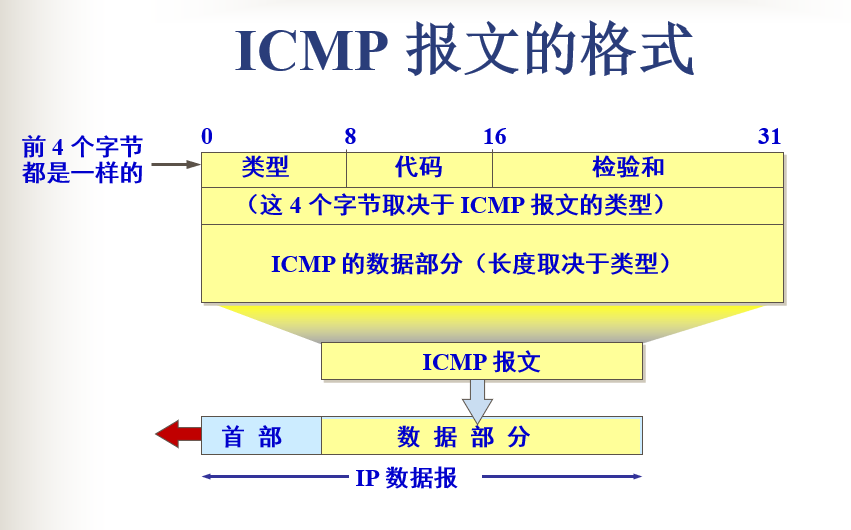 ICMP 报文的格式
0 8 16 31
前 4 个字节
都是一样的
类型 代码 检验和
（这 4 个字节取决于 ICMP 报文的类型）
ICMP 的数据部分（长度取决于类型）
ICMP 报文
首 部 数 据 部 分
IP 数据报